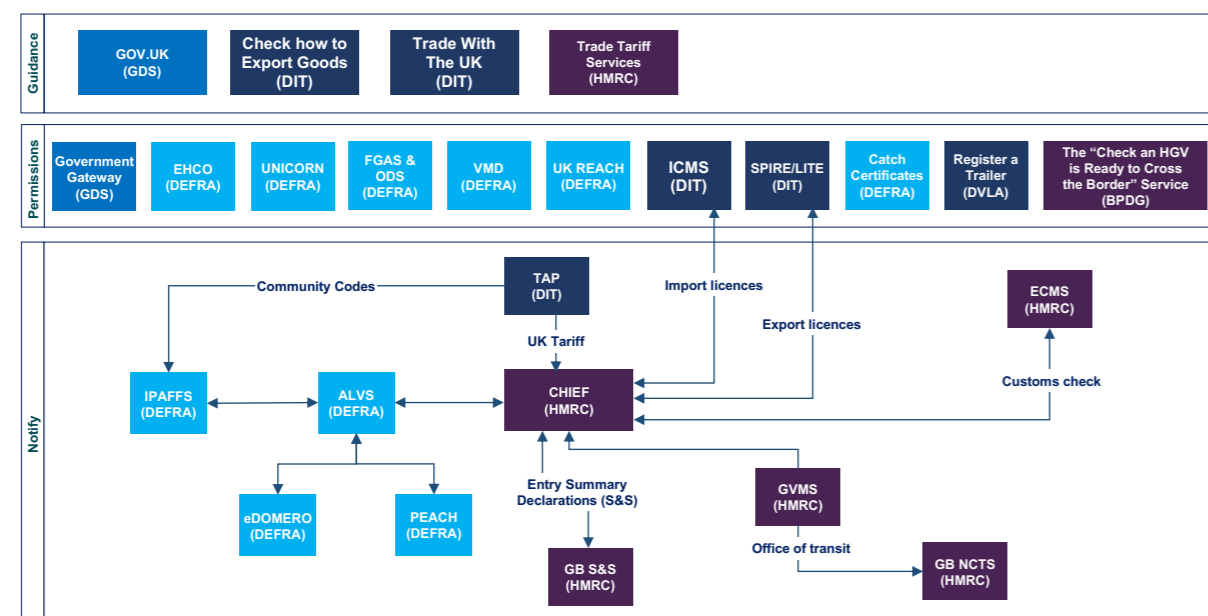 Guidance
GOV.UK
(GDS)
Check how to
Export Goods
(DIT)
Trade With
The UK
(DIT)
Trade Tariff
Services
(HMRC)
Permissions
Government
Gateway
(GDS)
EHCO
(DEFRA)
UNICORN
(DEFRA)
FGAS &
ODS
(DEFRA)
VMD
(DEFRA)
UK REACH
(DEFRA)
ICMS
(DIT)
SPIRE/LITE
(DIT)
Catch
Certificates
(DEFRA)
Register a
Trailer
(DVLA)
The “Check an HGV
is Ready to Cross
the Border” Service
(BPDG)
Notify
Community Codes
TAP
(DIT)
UK Tariff
Import licences
Export licences
ECMS
(HMRC)
Customs check
IPAFFS
(DEFRA)
ALVS
(DEFRA)
CHIEF
(HMRC)
Entry Summary
Declarations (S&S)
eDOMERO
(DEFRA)
PEACH
(DEFRA)
GVMS
(HMRC)
Office of transit
GB S&S
(HMRC)
GB NCTS
(HMRC)